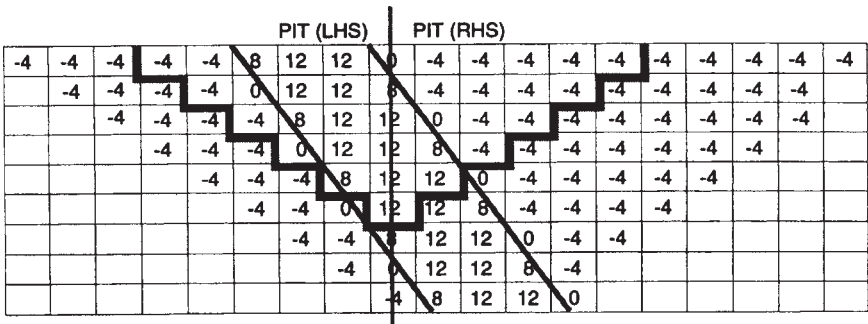 PIT (LHS) PIT (RHS)
-4 -4 -4 -4 -4 8 12 12 0 -4 -4 -4 -4 -4 -4 -4 -4 -4 -4
-4 -4 -4 -4 0 12 12 8 -4 -4 -4 -4 -4 -4 -4 -4 -4
-4 -4 -4 -4 8 12 12 0 -4 -4 -4 -4 -4 -4 -4 -4
-4 -4 -4 0 12 12 8 -4 -4 -4 -4 -4 -4 -4
-4 -4 -4 8 12 12 0 -4 -4 -4 -4 -4
-4 -4 0 12 12 8 -4 -4 -4 -4
-4 -4 8 12 12 0 -4 -4
-4 0 12 12 8 -4
-4 8 12 12 0